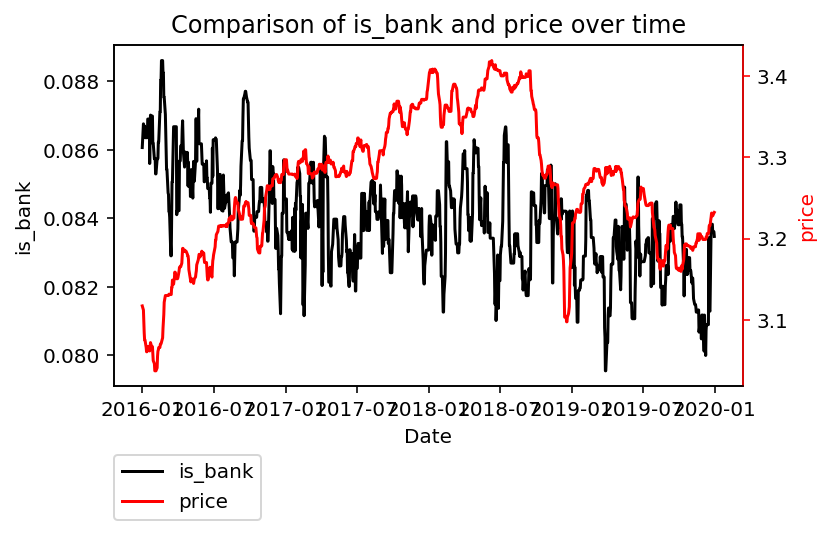 Comparison of is_bank and price over time
is_bank
0.088
0.086
0.084
0.082
0.080
3.4
3.3
3.2
3.1
price
2016-01 2016-07 2017-01 2017-07 2018-01 2018-07 2019-01 2019-07 2020-01
Date
is_bank
price